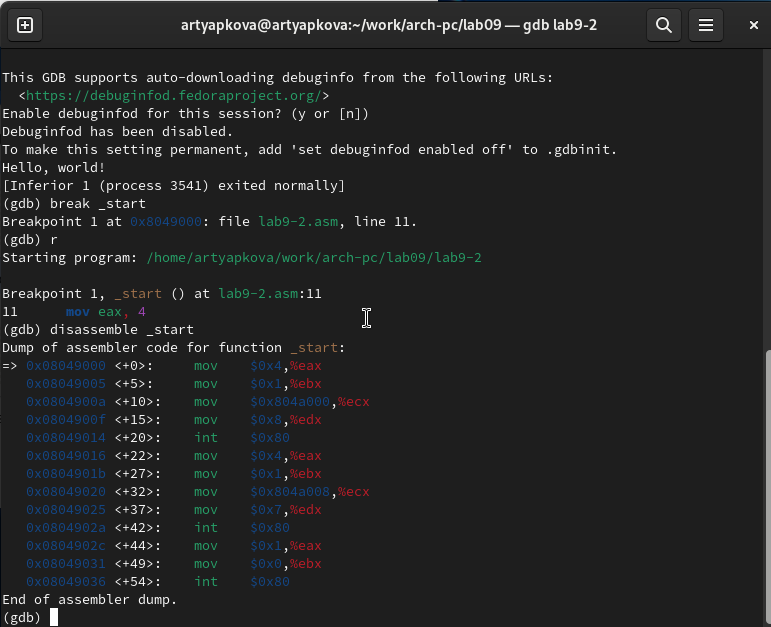 artyapkova@artyapkova:~/work/arch-pc/lab09 — gdb lab9-2
This GDB supports auto-downloading debuginfo from the following URLs:
  <https://debuginfod.fedoraproject.org/>
Enable debuginfod for this session? (y or [n])
Debuginfod has been disabled.
To make this setting permanent, add 'set debuginfod enabled off' to .gdbinit.
Hello, world!
[Inferior 1 (process 3541) exited normally]
(gdb) break _start
Breakpoint 1 at 0x8049000: file lab9-2.asm, line 11.
(gdb) r
Starting program: /home/artyapkova/work/arch-pc/lab09/lab9-2
Breakpoint 1, _start () at lab9-2.asm:11
11      mov eax, 4
(gdb) disassemble _start
Dump of assembler code for function _start:
=> 0x08049000 <+0>:     mov    $0x4,%eax
   0x08049005 <+5>:     mov    $0x1,%ebx
   0x0804900a <+10>:    mov    $0x804a000,%ecx
   0x0804900f <+15>:    mov    $0x8,%edx
   0x08049014 <+20>:    int    $0x80
   0x08049016 <+22>:    mov    $0x4,%eax
   0x0804901b <+27>:    mov    $0x1,%ebx
   0x08049020 <+32>:    mov    $0x804a008,%ecx
   0x08049025 <+37>:    mov    $0x7,%edx
   0x0804902a <+42>:    int    $0x80
   0x0804902c <+44>:    mov    $0x1,%eax
   0x08049031 <+49>:    mov    $0x0,%ebx
   0x08049036 <+54>:    int    $0x80
End of assembler dump.
(gdb)